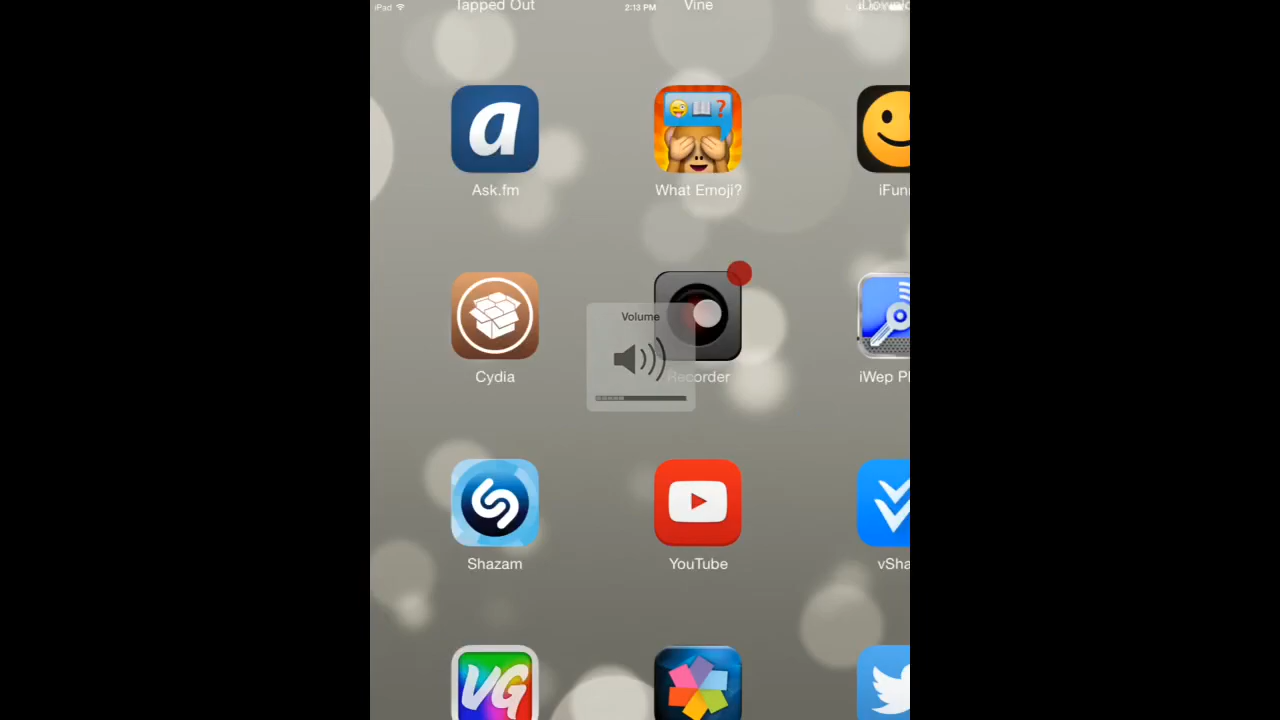 iPad 2:13 PM
Tapped Out Vine
a ?
Ask.fm What Emoji? iFun
Volume
Cydia Recorder iWep P
Shazam YouTube vSha
VG